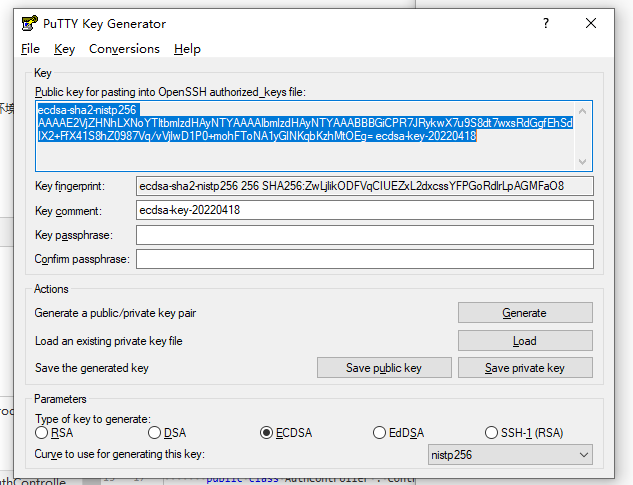 PuTTY Key Generator
?
File Key Conversions Help
Key
Public key for pasting into OpenSSH authorized_keys file:
ecdsa-sha2-nistp256
AAAAE2VjZHNhLXNoYTItbmlzdHAyNTYAAAAIbmlzdHAyNTYAAABBBGiCPR7JRykwX7u9S8dt7wxsRdGgfEhSd
IX2+FfX41S8hZ0987Vq/vVjlwD1P0+mohFToNA1yGlNKqbKzhMtOEg= ecdsa-key-20220418
Key fingerprint: ecdsa-sha2-nistp256 256 SHA256:ZwLjlikODFVqCIUEZxL2dxcssYFPGoRdlrLpAGMFaO8
Key comment: ecdsa-key-20220418
Key passphrase:
Confirm passphrase:
Actions
Generate a public/private key pair Generate
Load an existing private key file Load
Save the generated key Save public key Save private key
Parameters
Type of key to generate:
RSA DSA ECDSA EdDSA SSH-1 (RSA)
Curve to use for generating this key: nistp256